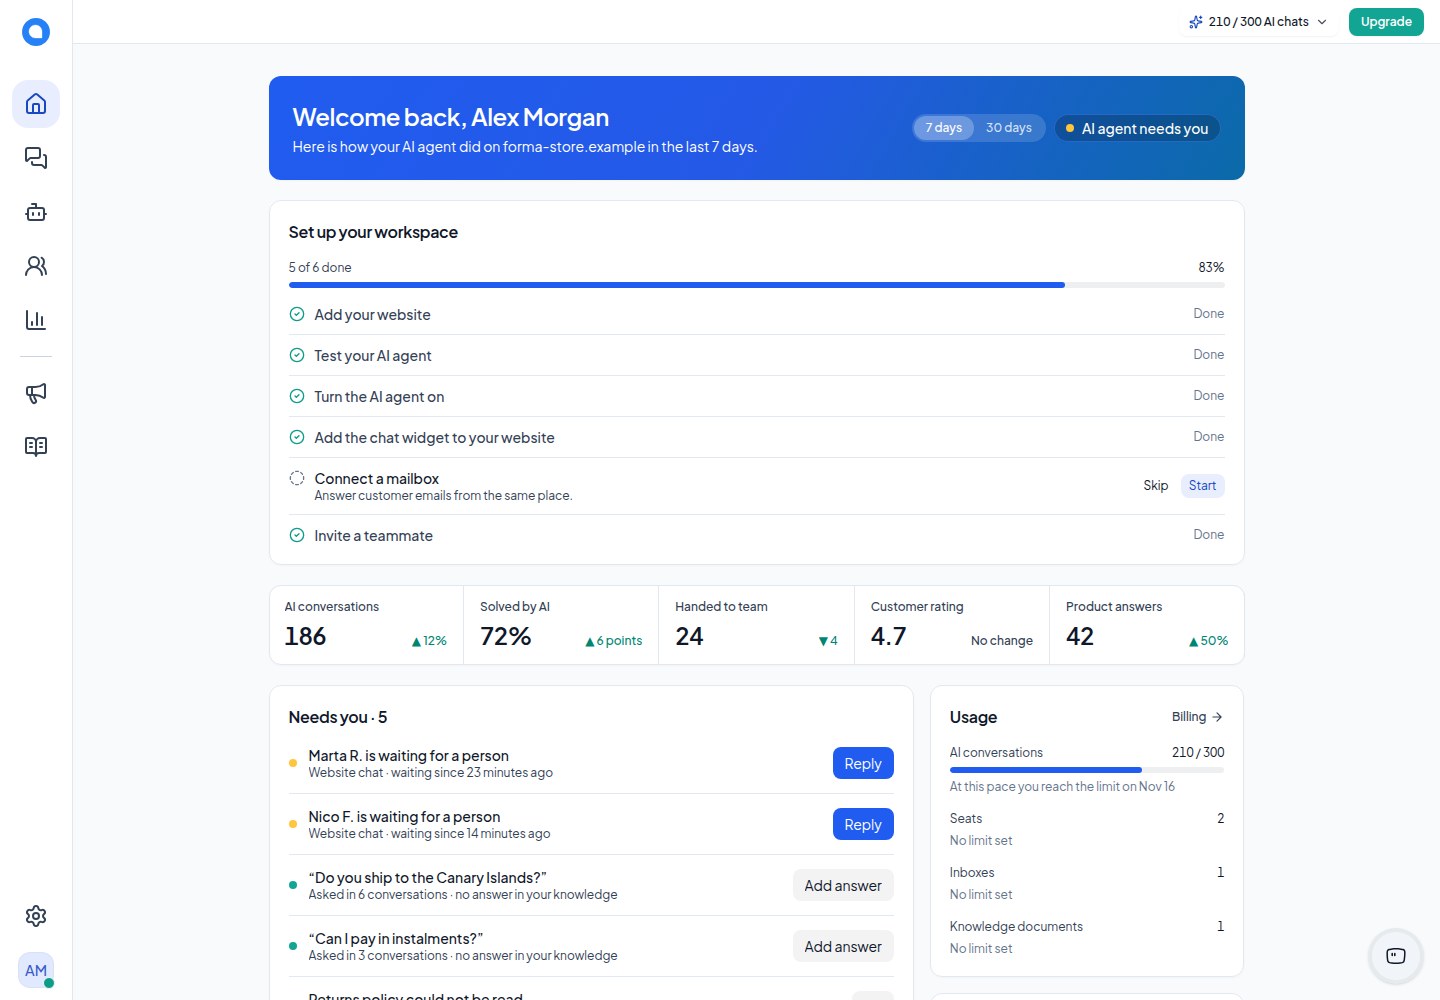 210 / 300 AI chats
Upgrade
Welcome back, Alex Morgan
Here is how your AI agent did on forma-store.example in the last 7 days.
7 days
30 days
AI agent needs you
Set up your workspace
5 of 6 done
83%
Add your website
Done
Test your AI agent
Done
Turn the AI agent on
Done
Add the chat widget to your website
Done
Connect a mailbox
Answer customer emails from the same place.
Skip
Start
Invite a teammate
Done
AI conversations
186
▲ 12%
Solved by AI
72%
▲ 6 points
Handed to team
24
▼ 4
Customer rating
4.7
No change
Product answers
42
▲ 50%
Needs you · 5
Marta R. is waiting for a person
Website chat · waiting since 23 minutes ago
Reply
Nico F. is waiting for a person
Website chat · waiting since 14 minutes ago
Reply
“Do you ship to the Canary Islands?”
Asked in 6 conversations · no answer in your knowledge
Add answer
“Can I pay in instalments?”
Asked in 3 conversations · no answer in your knowledge
Add answer
Returns policy could not be read
Usage
Billing →
AI conversations
210 / 300
At this pace you reach the limit on Nov 16
Seats
2
No limit set
Inboxes
1
No limit set
Knowledge documents
1
No limit set
AM